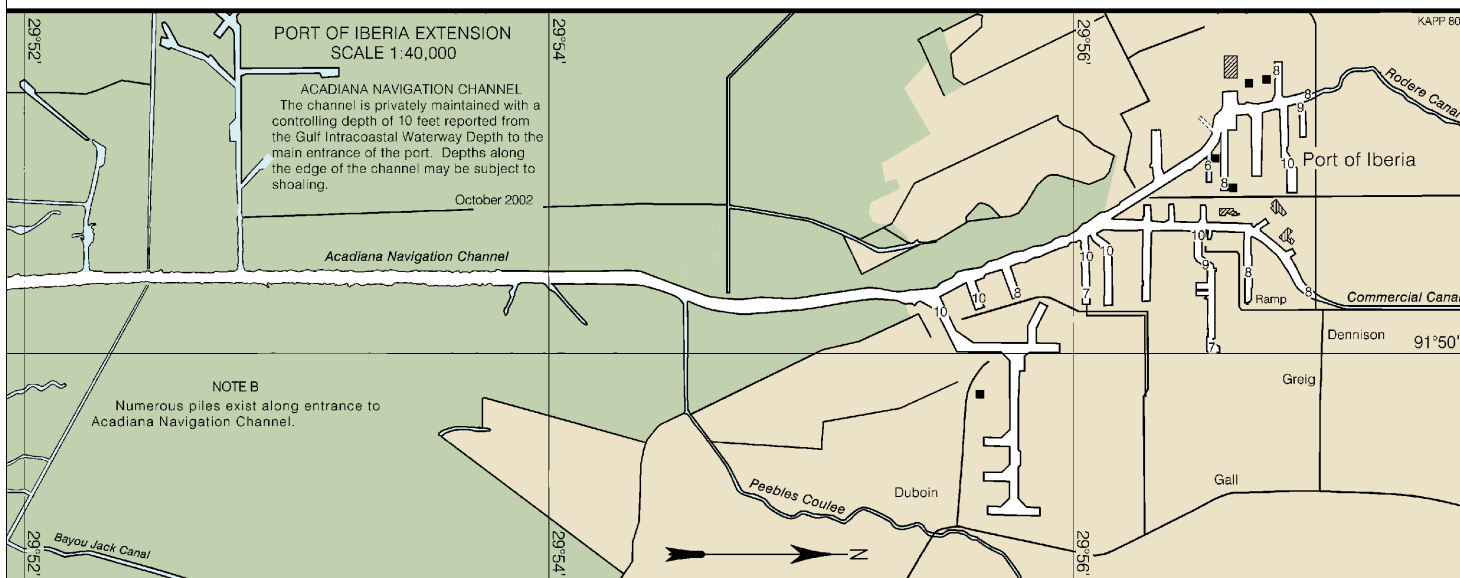 29°52'
PORT OF IBERIA EXTENSION
SCALE 1:40,000
29°54'
29°56'
KAPP 80
ACADIANA NAVIGATION CHANNEL
The channel is privately maintained with a
controlling depth of 10 feet reported from
the Gulf Intracoastal Waterway Depth to the
main entrance of the port. Depths along
the edge of the channel may be subject to
shoaling.
October 2002
8
8
9
Rodere Canal
10
Port of Iberia
6
8
Acadiana Navigation Channel
10
10
10
9
8
8
7
10
8
10
Ramp
Commercial Canal
7
Dennison
91°50'
Greig
NOTE B
Numerous piles exist along entrance to
Acadiana Navigation Channel.
Peebles Coulee
Duboin
Gall
29°52'
Bayou Jack Canal
29°54'
N
29°56'